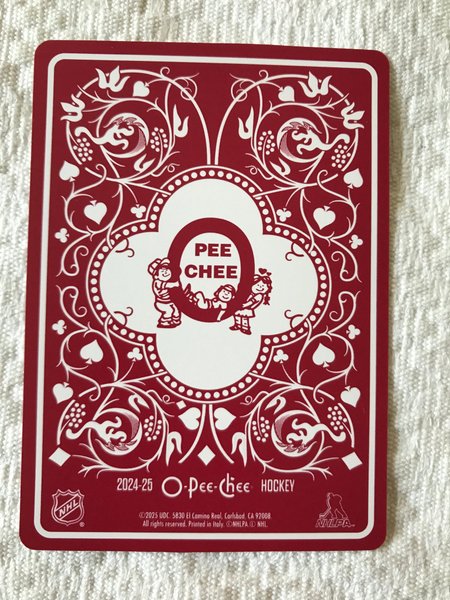 PEE
CHEE
2024-25 O-Pee-Chee HOCKEY
©2025 UDC. 5830 El Camino Real, Carlsbad, CA 92008.
All rights reserved. Printed in Italy. ©NHLPA ⓒ NHL.
NHL ®
NHLPA